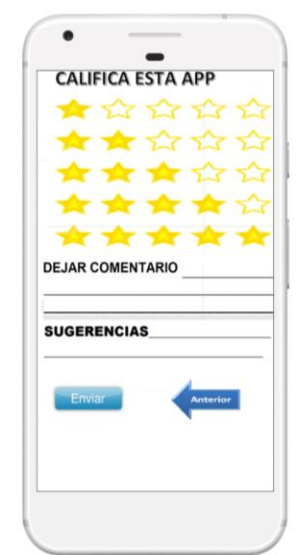 CALIFICA ESTA APP
DEJAR COMENTARIO
SUGERENCIAS
Enviar Anterior